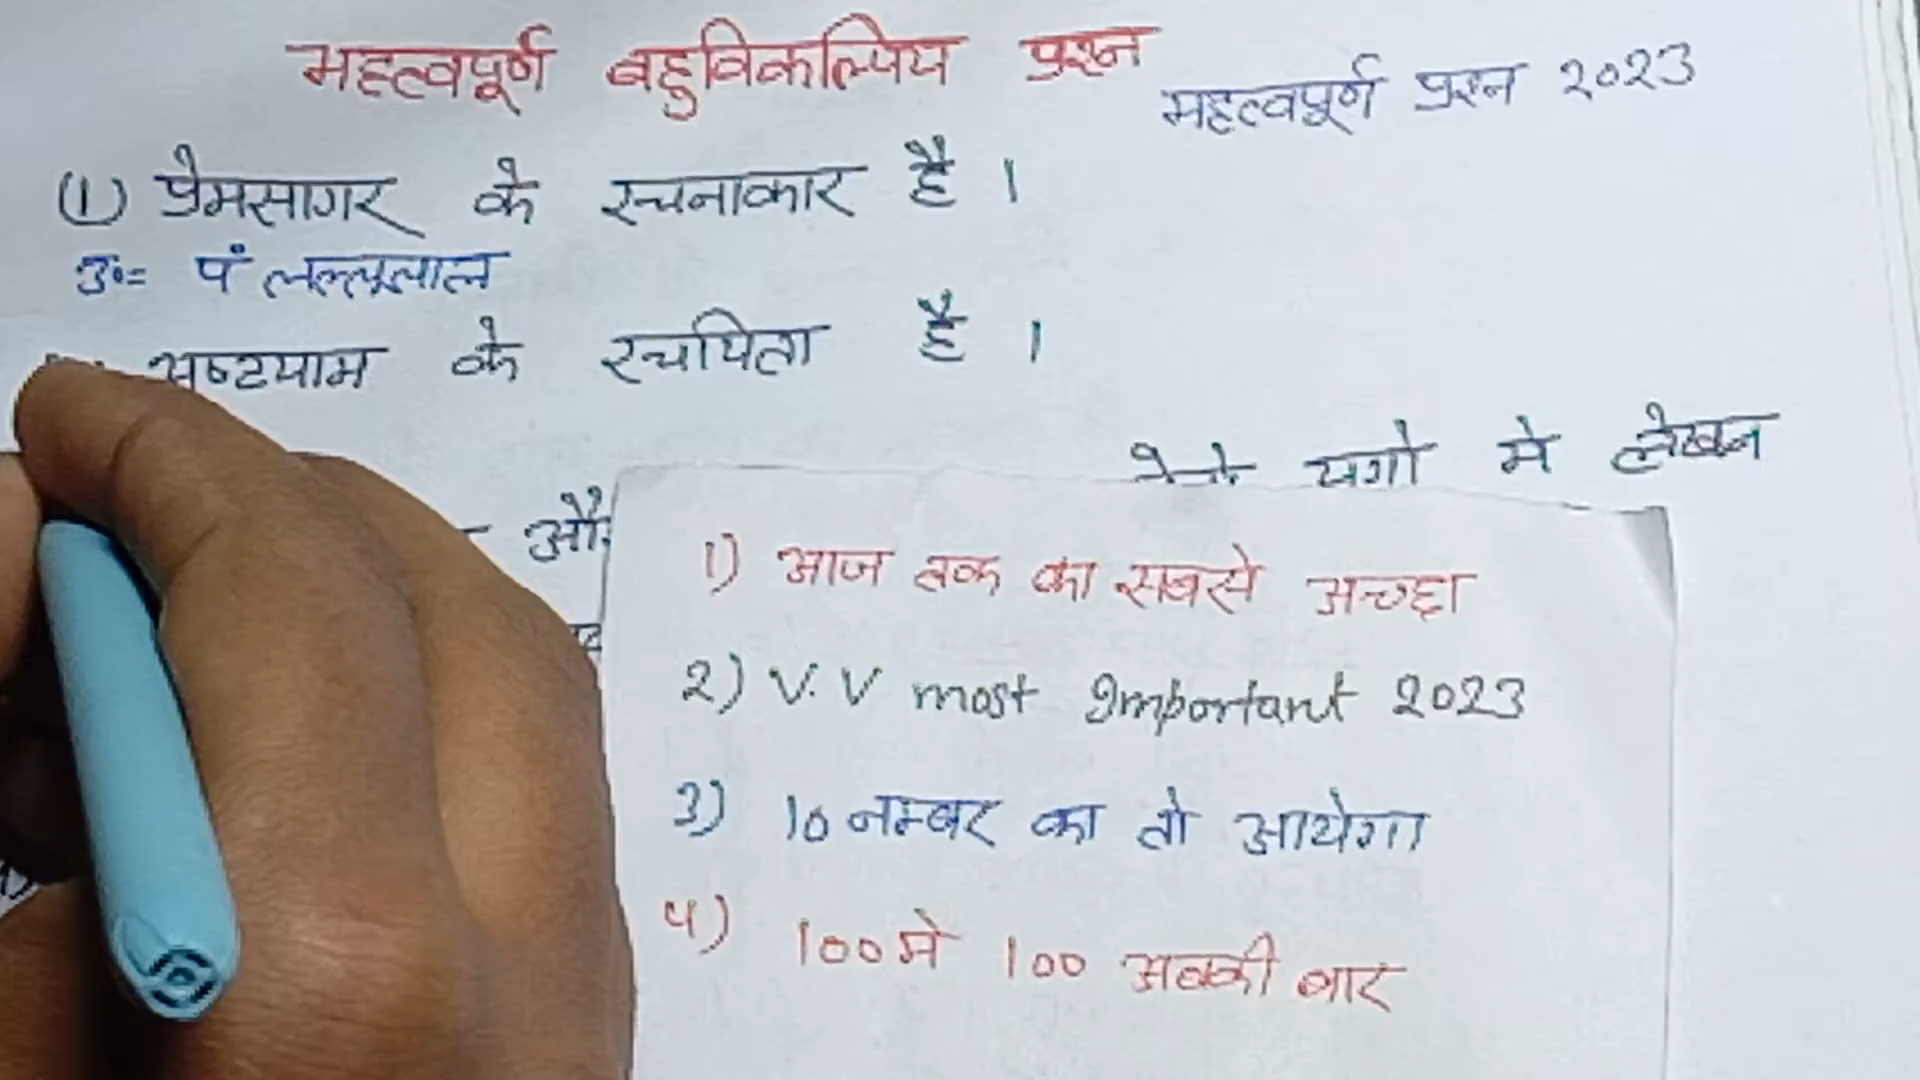 महत्वपूर्ण बहुविकल्पिय प्रश्न
महत्वपूर्ण प्रश्न 2023
(1) प्रेमसागर के रचनाकार है ।
उ०= पं लल्लूलाल
अष्टयाम के रचयिता है ।
युगो मे लेखन
1) आज तक का सबसे अच्छा
2) V.V most Important 2023
3) 10 नम्बर का तो आयेगा
4) 100 मे 100 अबकी बार